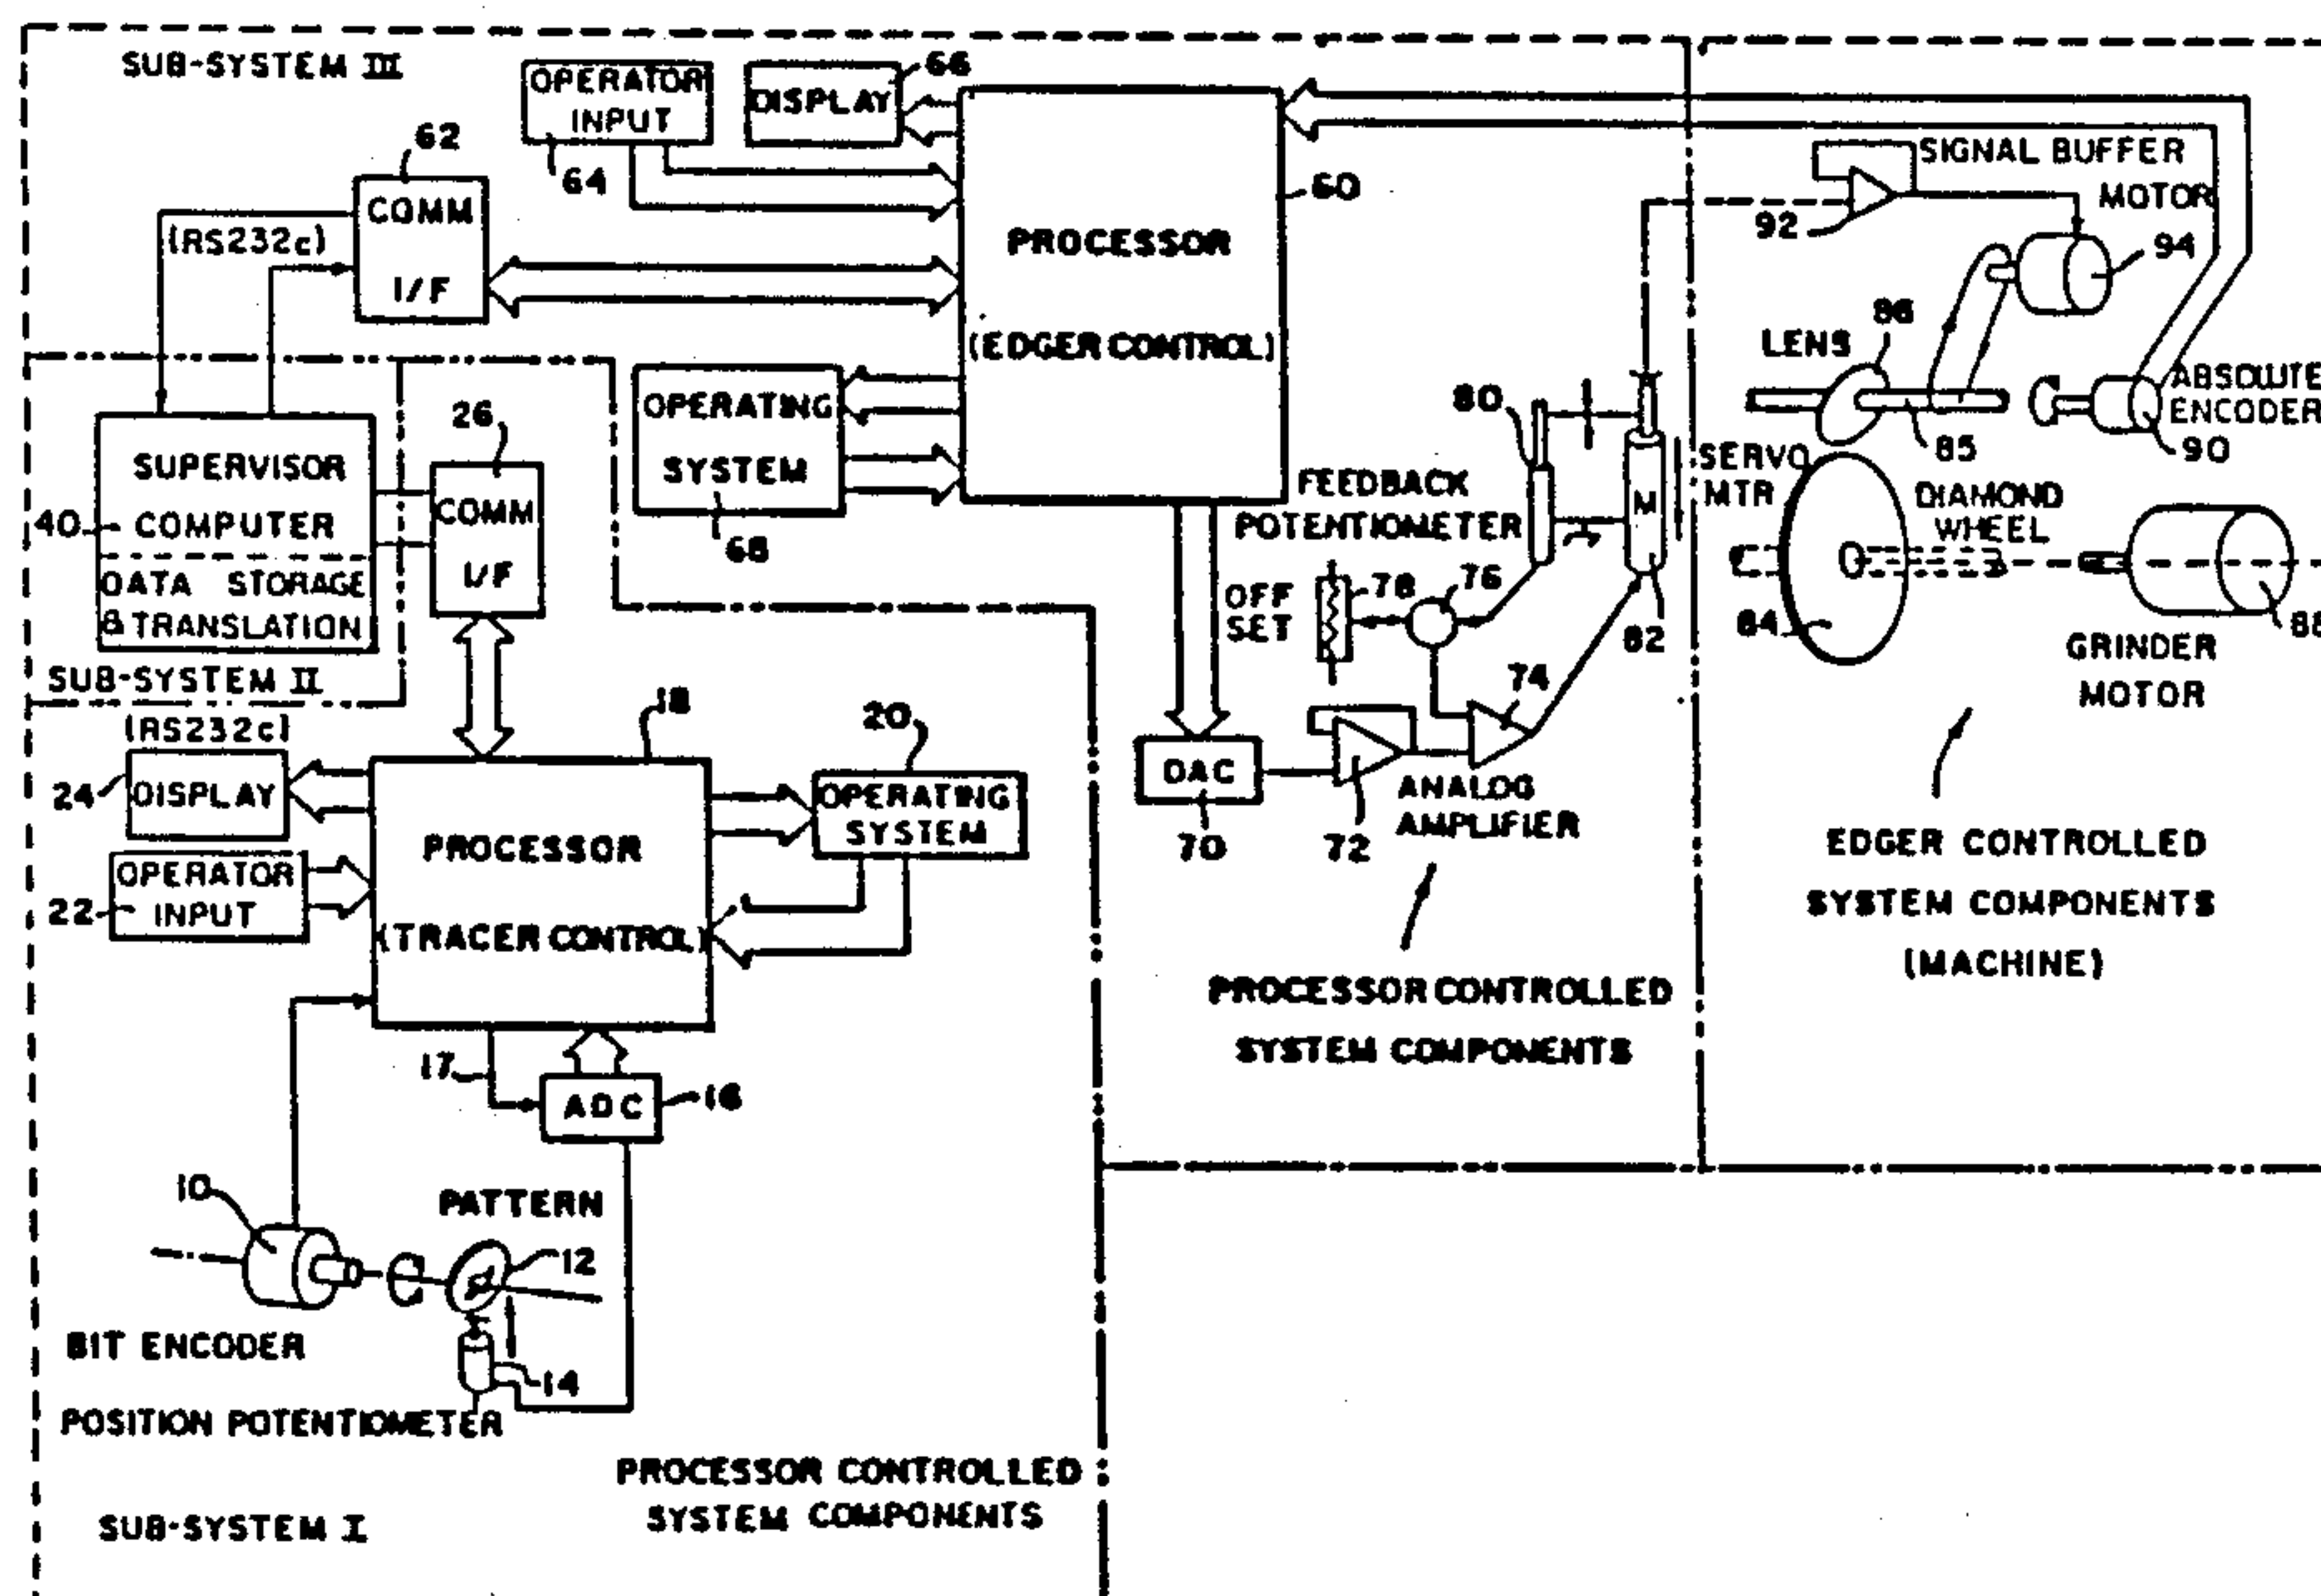 SUB-SYSTEM III
OPERATOR
INPUT
64
DISPLAY
66
62
COMM
I/F
(RS232c)
PROCESSOR
(EDGER CONTROL)
60
OPERATING
SYSTEM
68
SUPERVISOR
COMPUTER
DATA STORAGE
& TRANSLATION
40
SUB-SYSTEM II
26
COMM
I/F
(RS232c)
24
DISPLAY
OPERATOR
INPUT
22
PROCESSOR
(TRACER CONTROL)
18
20
OPERATING
SYSTEM
17
ADC
16
10
BIT ENCODER
PATTERN
12
14
POSITION POTENTIOMETER
SUB-SYSTEM I
PROCESSOR CONTROLLED
SYSTEM COMPONENTS
80
FEEDBACK
POTENTIOMETER
OFF
SET
78
76
M
82
SERVO
MTR
74
DAC
70
72
ANALOG
AMPLIFIER
PROCESSOR CONTROLLED
SYSTEM COMPONENTS
SIGNAL BUFFER
92
MOTOR
94
LENS
86
85
ABSOLUTE
ENCODER
90
DIAMOND
WHEEL
84
GRINDER
MOTOR
EDGER CONTROLLED
SYSTEM COMPONENTS
(MACHINE)